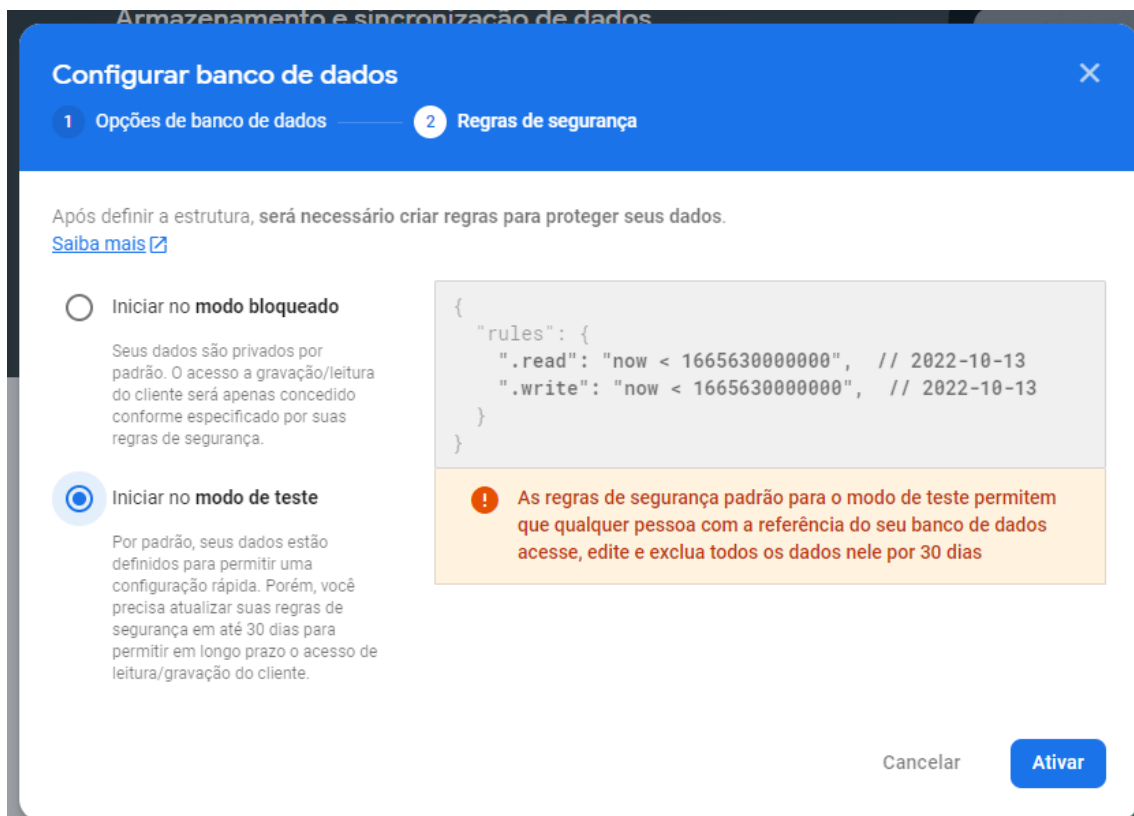 Armazenamento e sincronização de dados
Configurar banco de dados
1 Opções de banco de dados
2 Regras de segurança
Após definir a estrutura, será necessário criar regras para proteger seus dados.
Saiba mais
Iniciar no modo bloqueado
Seus dados são privados por
padrão. O acesso a gravação/leitura
do cliente será apenas concedido
conforme especificado por suas
regras de segurança.
Iniciar no modo de teste
Por padrão, seus dados estão
definidos para permitir uma
configuração rápida. Porém, você
precisa atualizar suas regras de
segurança em até 30 dias para
permitir em longo prazo o acesso de
leitura/gravação do cliente.
{
"rules": {
".read": "now < 1665630000000", // 2022-10-13
".write": "now < 1665630000000", // 2022-10-13
}
}
As regras de segurança padrão para o modo de teste permitem
que qualquer pessoa com a referência do seu banco de dados
acesse, edite e exclua todos os dados nele por 30 dias
Cancelar
Ativar